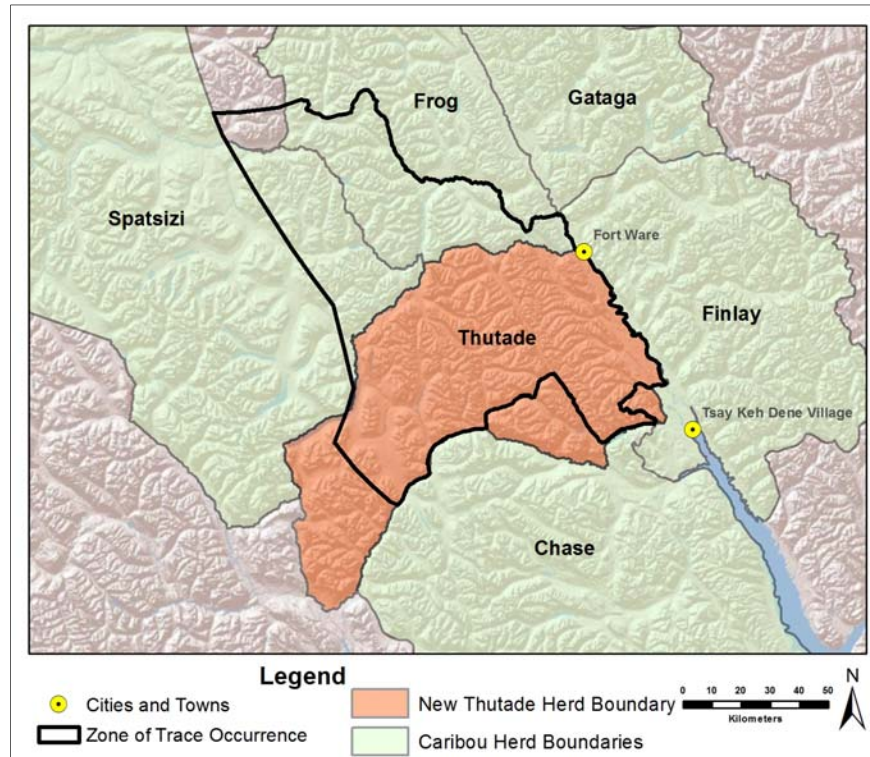 Frog
Gataga
Spatsizi
Fort Ware
Thutade
Finlay
Tsay Keh Dene Village
Chase
Legend
Cities and Towns
Zone of Trace Occurrence
New Thutade Herd Boundary
Caribou Herd Boundaries
0 10 20 30 40 50
Kilometers
N